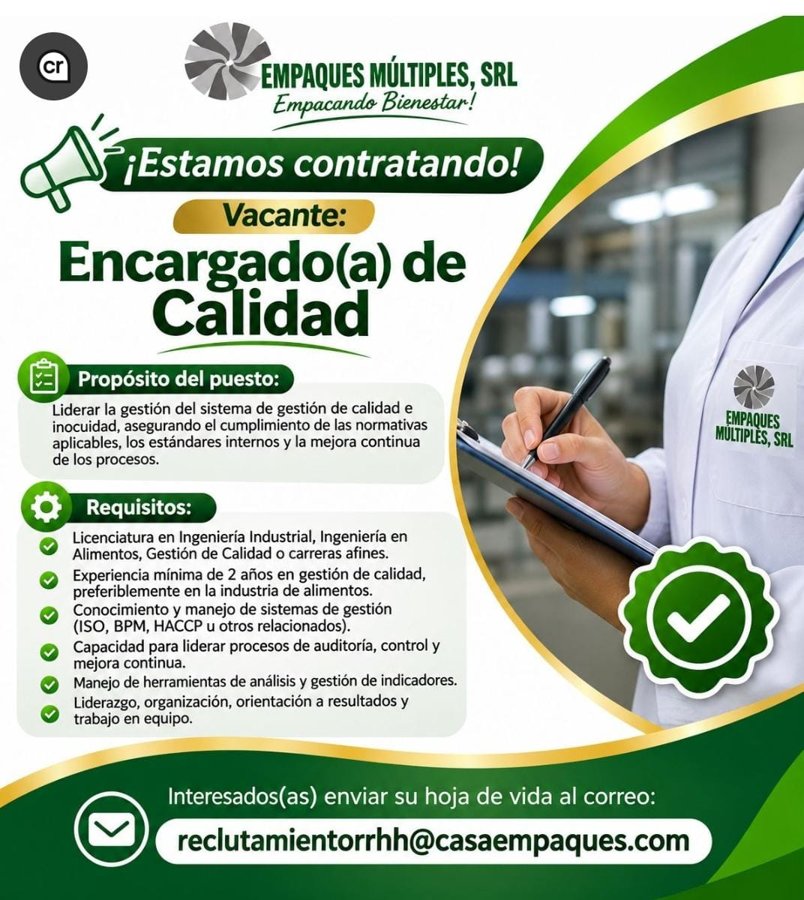 cr
EMPAQUES MÚLTIPLES, SRL
Empacando Bienestar!
¡Estamos contratando!
Vacante:
Encargado(a) de
Calidad
Propósito del puesto:
Liderar la gestión del sistema de gestión de calidad e
inocuidad, asegurando el cumplimiento de las normativas
aplicables, los estándares internos y la mejora continua
de los procesos.
Requisitos:
Licenciatura en Ingeniería Industrial, Ingeniería en
Alimentos, Gestión de Calidad o carreras afines.
Experiencia mínima de 2 años en gestión de calidad,
preferiblemente en la industria de alimentos.
Conocimiento y manejo de sistemas de gestión
(ISO, BPM, HACCP u otros relacionados).
Capacidad para liderar procesos de auditoría, control y
mejora continua.
Manejo de herramientas de análisis y gestión de indicadores.
Liderazgo, organización, orientación a resultados y
trabajo en equipo.
EMPAQUES
MÚLTIPLES, SRL
Interesados(as) enviar su hoja de vida al correo:
reclutamientorrhh@casaempaques.com